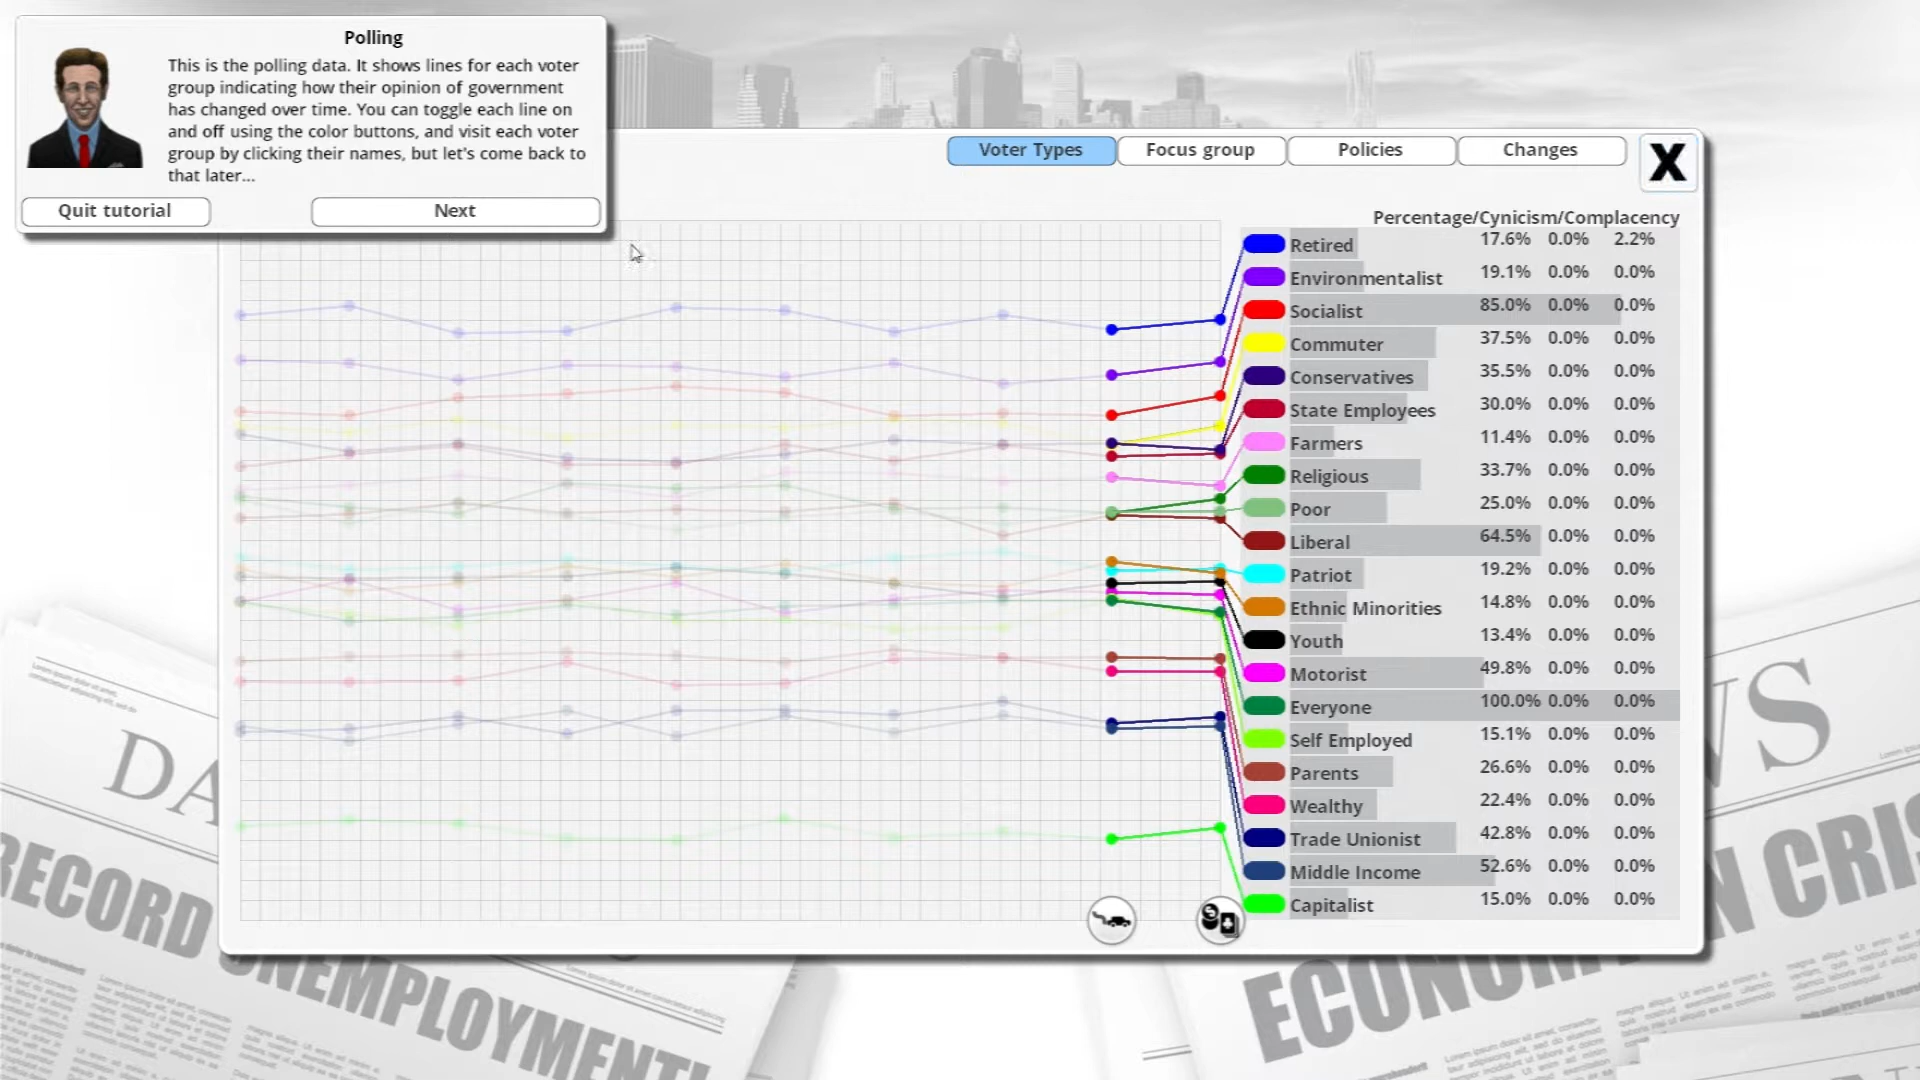 Polling
This is the polling data. It shows lines for each voter
group indicating how their opinion of government
has changed over time. You can toggle each line on
and off using the color buttons, and visit each voter
group by clicking their names, but let's come back to
that later...
Quit tutorial
Next
Voter Types
Focus group
Policies
Changes
X
Percentage/Cynicism/Complacency
Retired 17.6% 0.0% 2.2%
Environmentalist 19.1% 0.0% 0.0%
Socialist 85.0% 0.0% 0.0%
Commuter 37.5% 0.0% 0.0%
Conservatives 35.5% 0.0% 0.0%
State Employees 30.0% 0.0% 0.0%
Farmers 11.4% 0.0% 0.0%
Religious 33.7% 0.0% 0.0%
Poor 25.0% 0.0% 0.0%
Liberal 64.5% 0.0% 0.0%
Patriot 19.2% 0.0% 0.0%
Ethnic Minorities 14.8% 0.0% 0.0%
Youth 13.4% 0.0% 0.0%
Motorist 49.8% 0.0% 0.0%
Everyone 100.0% 0.0% 0.0%
Self Employed 15.1% 0.0% 0.0%
Parents 26.6% 0.0% 0.0%
Wealthy 22.4% 0.0% 0.0%
Trade Unionist 42.8% 0.0% 0.0%
Middle Income 52.6% 0.0% 0.0%
Capitalist 15.0% 0.0% 0.0%
RECORD